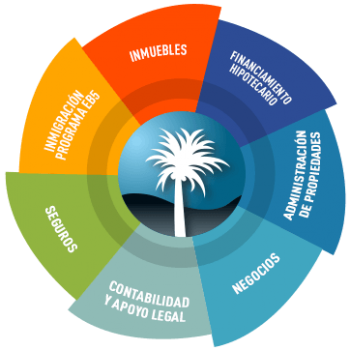 INMUEBLES
FINANCIAMIENTO
HIPOTECARIO
ADMINISTRACIÓN
DE PROPIEDADES
NEGOCIOS
CONTABILIDAD
Y APOYO LEGAL
SEGUROS
INMIGRACIÓN
PROGRAMA EB5